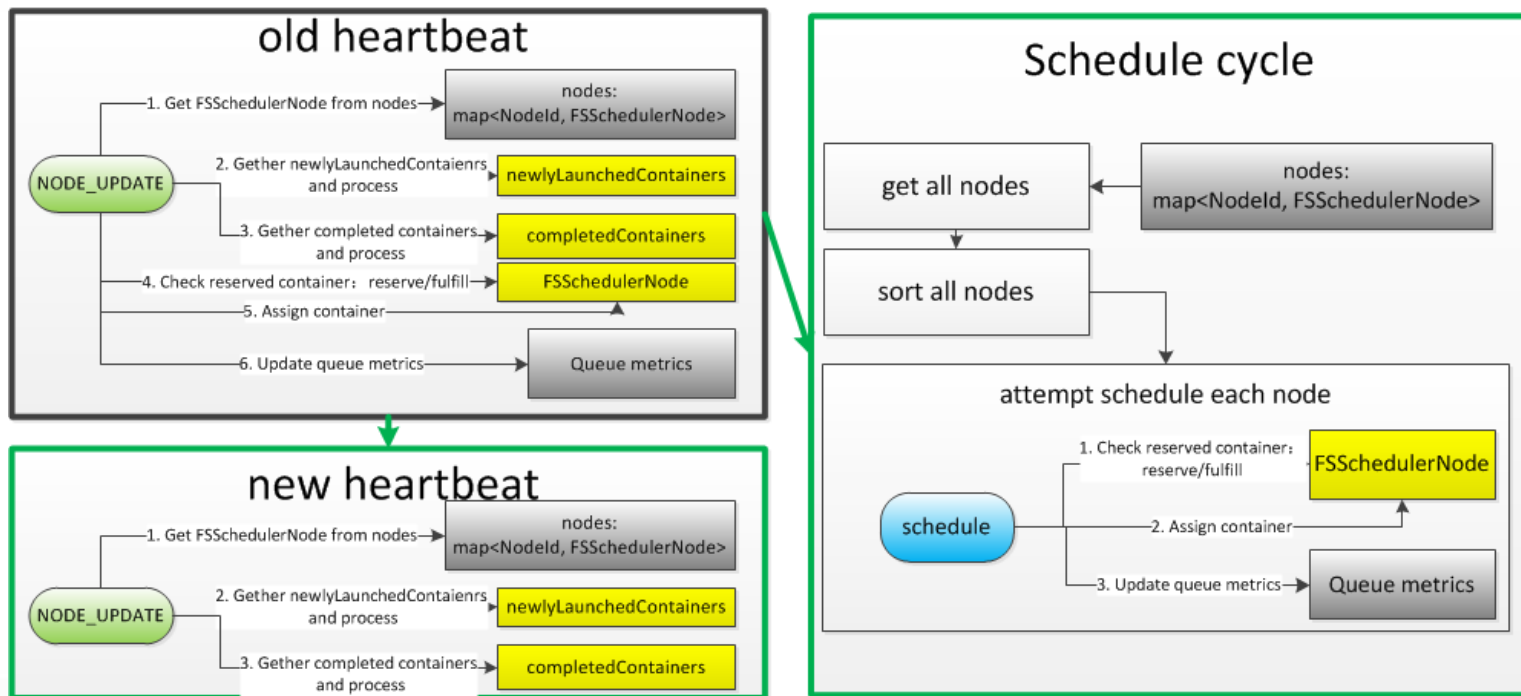 old heartbeat
1. Get FSSchedulerNode from nodes
nodes:
map<NodeId, FSSchedulerNode>
NODE_UPDATE
2. Gether newlyLaunchedContaienrs
and process
newlyLaunchedContainers
3. Gether completed containers
and process
completedContainers
4. Check reserved container：reserve/fulfill
FSSchedulerNode
5. Assign container
6. Update queue metrics
Queue metrics
new heartbeat
1. Get FSSchedulerNode from nodes
nodes:
map<NodeId, FSSchedulerNode>
NODE_UPDATE
2. Gether newlyLaunchedContaienrs
and process
newlyLaunchedContainers
3. Gether completed containers
and process
completedContainers
Schedule cycle
get all nodes
nodes:
map<NodeId, FSSchedulerNode>
sort all nodes
attempt schedule each node
1. Check reserved container：
reserve/fulfill
FSSchedulerNode
schedule
2. Assign container
3. Update queue metrics
Queue metrics